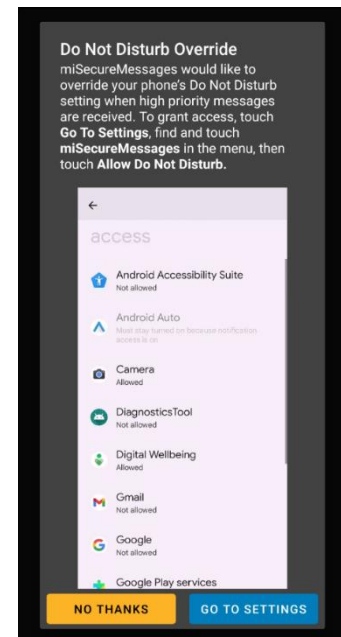 Do Not Disturb Override
miSecureMessages would like to
override your phone's Do Not Disturb
setting when high priority messages
are received. To grant access, touch
Go To Settings, find and touch
miSecureMessages in the menu, then
touch Allow Do Not Disturb.
access
Android Accessibility Suite
Not allowed
Android Auto
Must stay turned on because notification
access is on
Camera
Allowed
DiagnosticsTool
Not allowed
Digital Wellbeing
Allowed
Gmail
Not allowed
Google
Not allowed
Google Play services
NO THANKS
GO TO SETTINGS